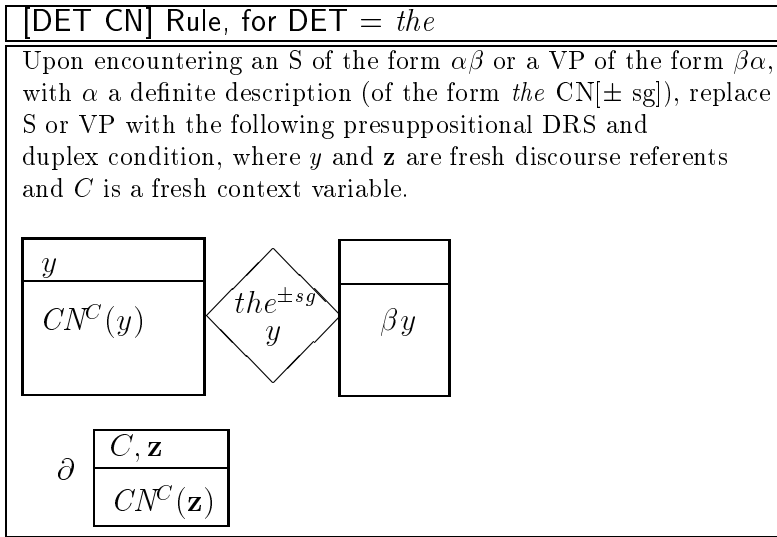 [DET CN] Rule, for DET = the
Upon encountering an S of the form αβ or a VP of the form βα,
with α a definite description (of the form the CN[± sg]), replace
S or VP with the following presuppositional DRS and
duplex condition, where y and z are fresh discourse referents
and C is a fresh context variable.
y
CN^C(y)
the^±sg
y
βy
∂
C, z
CN^C(z)